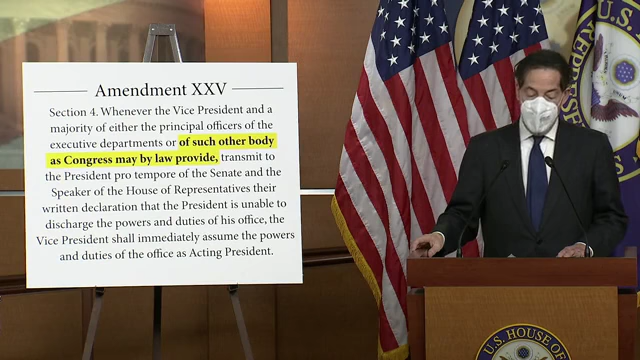 Amendment XXV
Section 4. Whenever the Vice President and a
majority of either the principal officers of the
executive departments or of such other body
as Congress may by law provide, transmit to
the President pro tempore of the Senate and the
Speaker of the House of Representatives their
written declaration that the President is unable to
discharge the powers and duties of his office, the
Vice President shall immediately assume the powers
and duties of the office as Acting President.
U.S.
REPRES
U.S. HOUSE OF